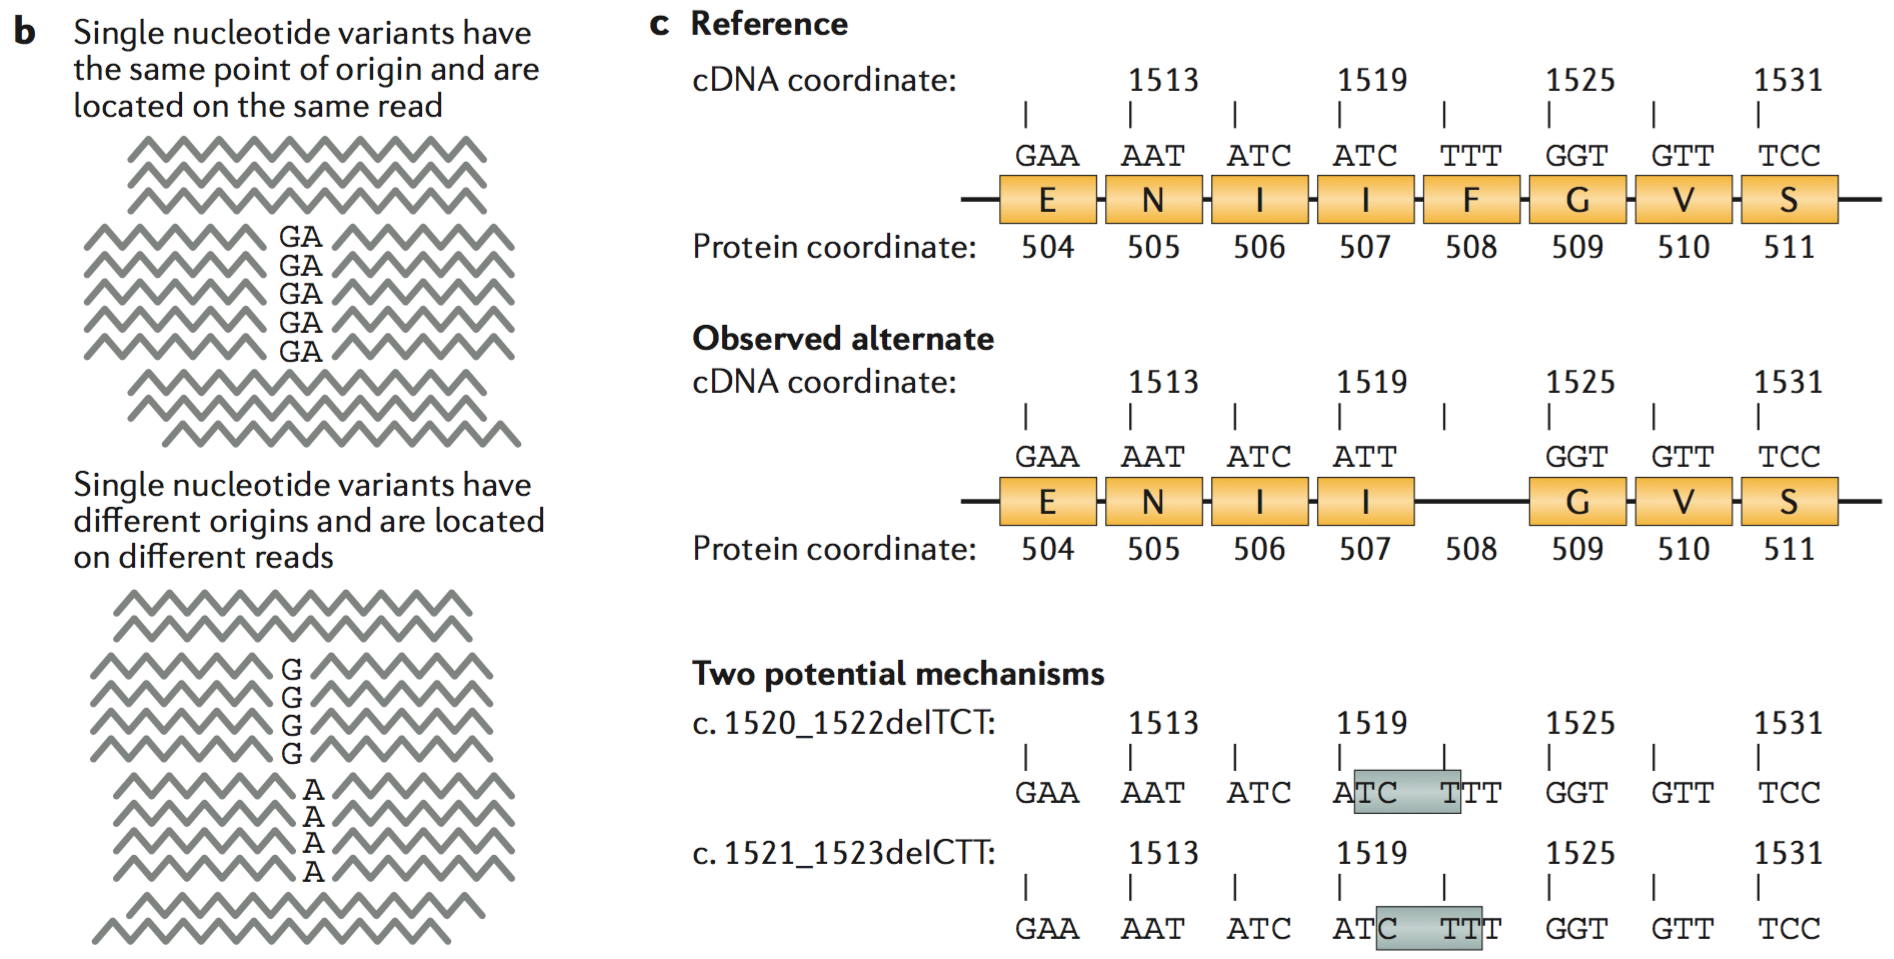 b Single nucleotide variants have
the same point of origin and are
located on the same read
GA
GA
GA
GA
GA
Single nucleotide variants have
different origins and are located
on different reads
G
G
G
G
A
A
A
A
c Reference
cDNA coordinate: 1513 1519 1525 1531
GAA AAT ATC ATC TTT GGT GTT TCC
E N I I F G V S
Protein coordinate: 504 505 506 507 508 509 510 511
Observed alternate
cDNA coordinate: 1513 1519 1525 1531
GAA AAT ATC ATT GGT GTT TCC
E N I I G V S
Protein coordinate: 504 505 506 507 508 509 510 511
Two potential mechanisms
c. 1520_1522delTCT: 1513 1519 1525 1531
GAA AAT ATC ATC TTT GGT GTT TCC
c. 1521_1523delCTT: 1513 1519 1525 1531
GAA AAT ATC ATC TTT GGT GTT TCC